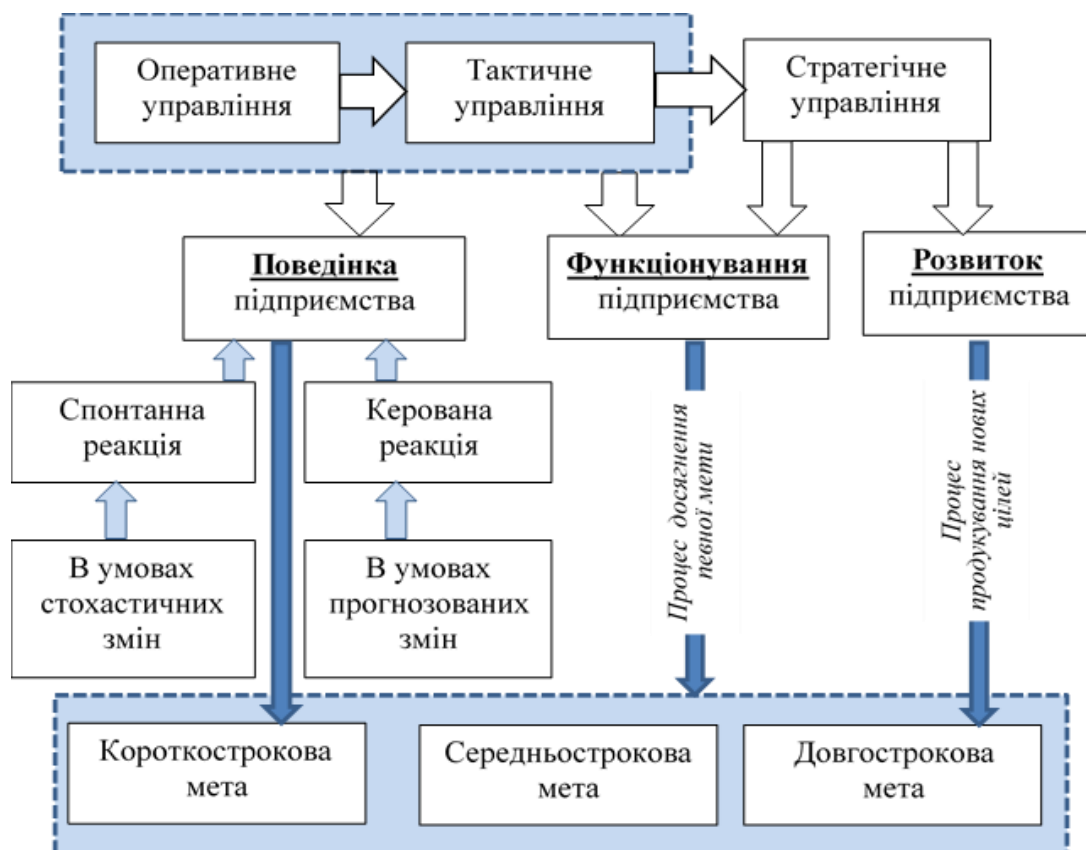 Оперативне
управління
Тактичне
управління
Стратегічне
управління
Поведінка
підприємства
Функціонування
підприємства
Розвиток
підприємства
Спонтанна
реакція
Керована
реакція
Процес досягнення
певної мети
Процес
продукування нових
цілей
В умовах
стохастичних
змін
В умовах
прогнозованих
змін
Короткострокова
мета
Середньострокова
мета
Довгострокова
мета